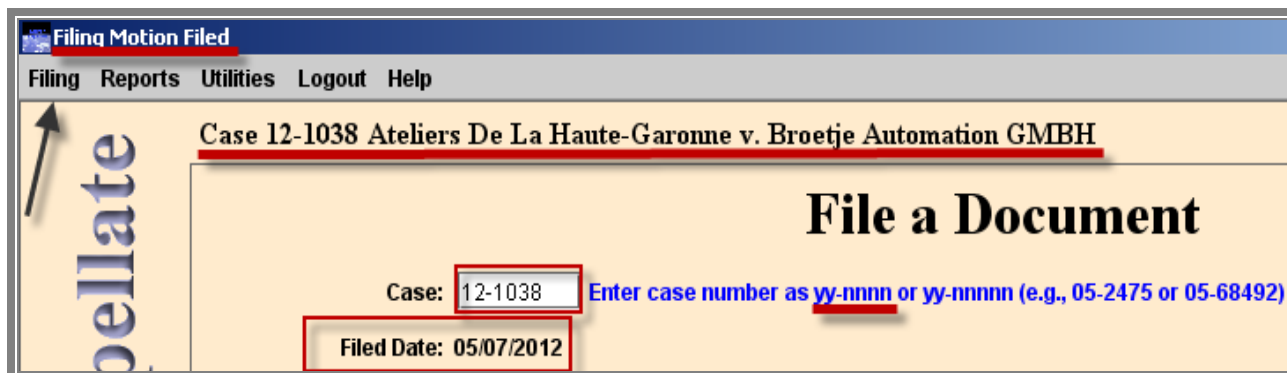 Filing Motion Filed
Filing Reports Utilities Logout Help
Case 12-1038 Ateliers De La Haute-Garonne v. Broetje Automation GMBH
File a Document
Case: 12-1038 Enter case number as yy-nnnn or yy-nnnnn (e.g., 05-2475 or 05-68492)
Filed Date: 05/07/2012
pellate